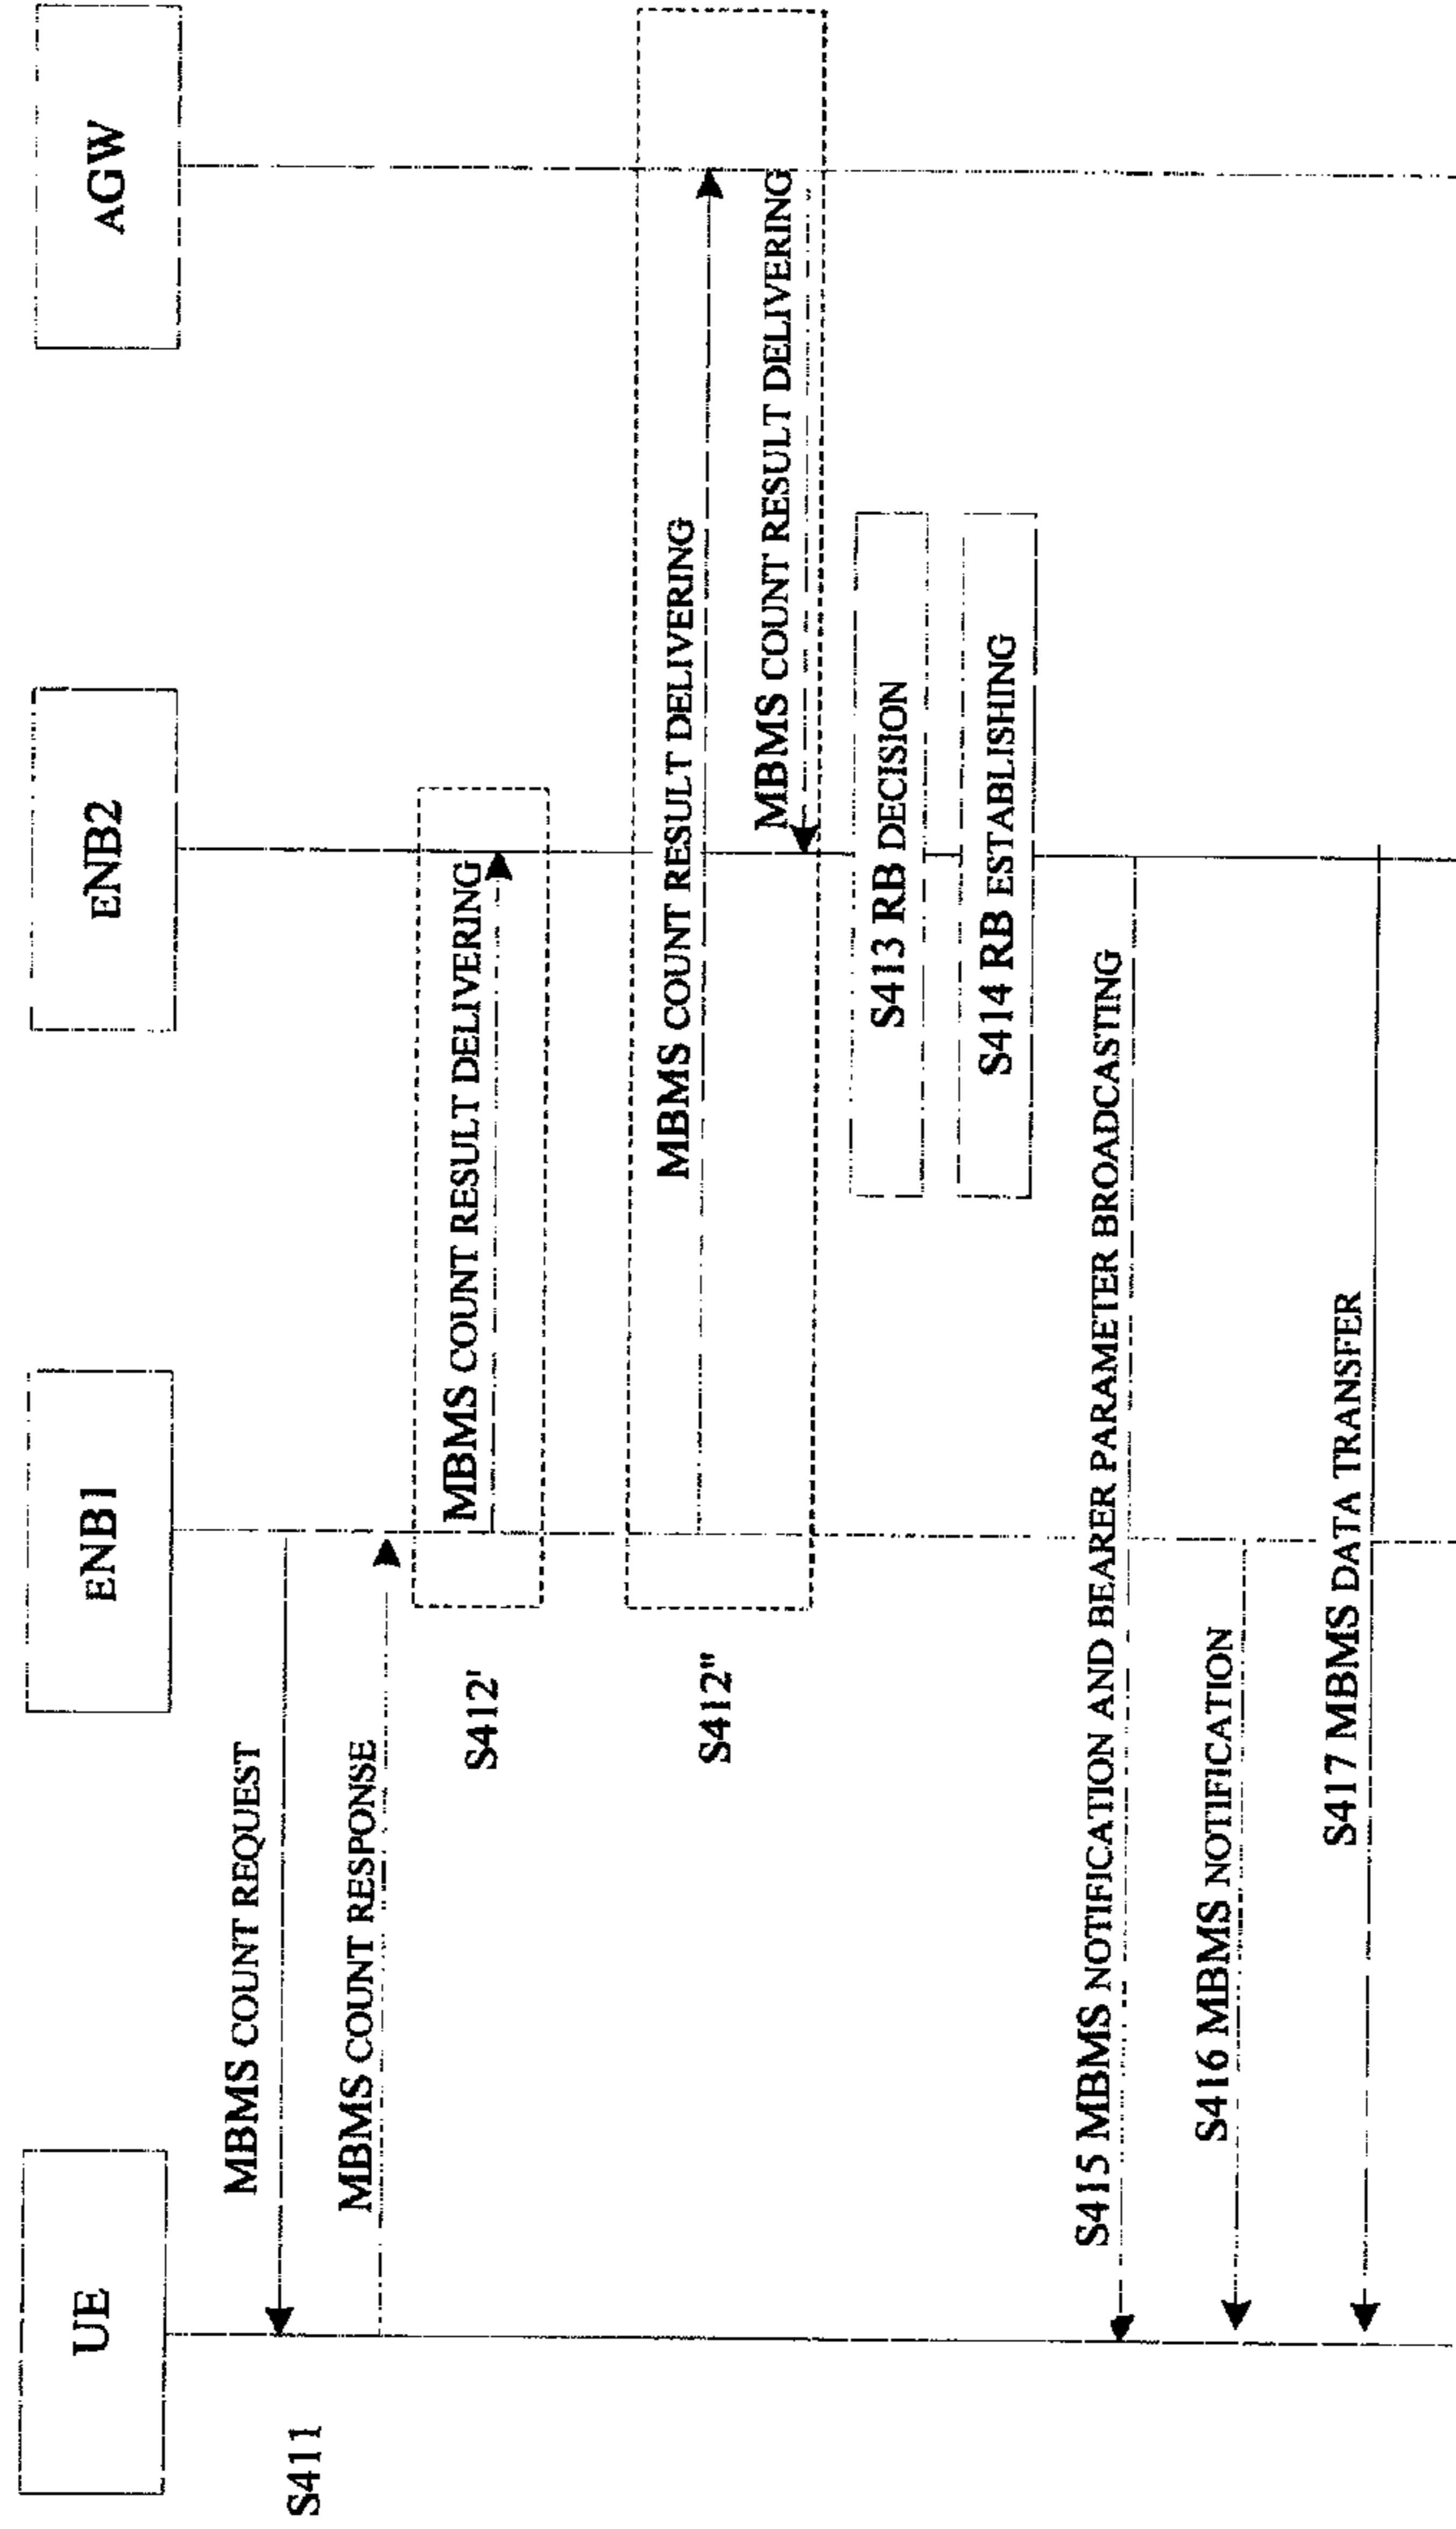 UE
ENB1
ENB2
AGW
S411
MBMS COUNT REQUEST
MBMS COUNT RESPONSE
S412'
MBMS COUNT RESULT DELIVERING
S412"
MBMS COUNT RESULT DELIVERING
MBMS COUNT RESULT DELIVERING
S413 RB DECISION
S414 RB ESTABLISHING
S415 MBMS NOTIFICATION AND BEARER PARAMETER BROADCASTING
S416 MBMS NOTIFICATION
S417 MBMS DATA TRANSFER